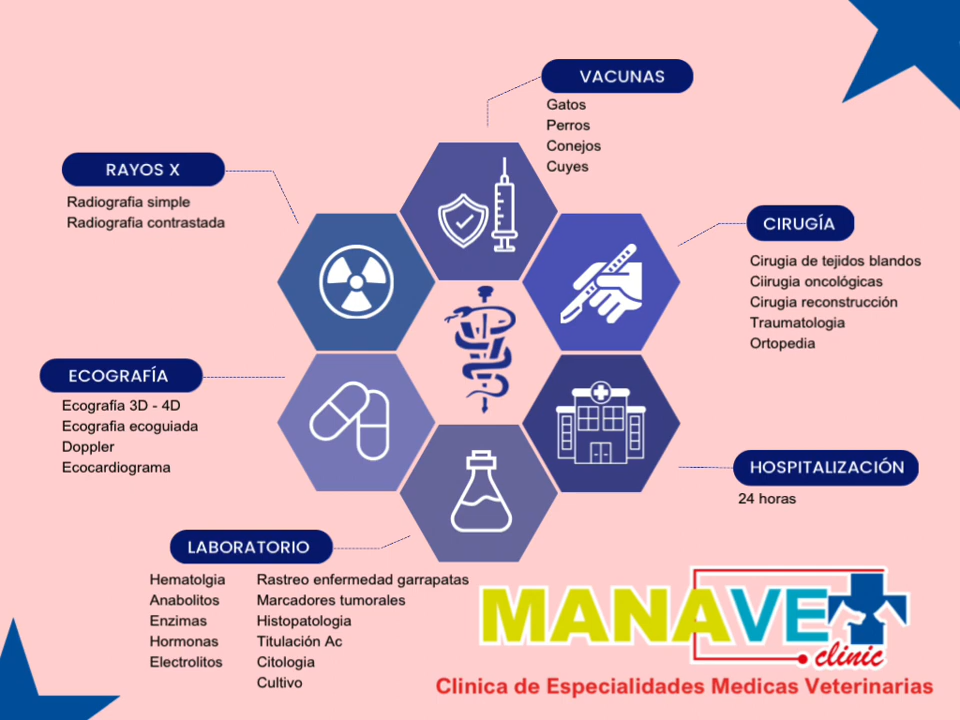 VACUNAS
Gatos
Perros
Conejos
Cuyes
RAYOS X
Radiografia simple
Radiografia contrastada
CIRUGÍA
Cirugia de tejidos blandos
Ciirugia oncológicas
Cirugia reconstrucción
Traumatologia
Ortopedia
ECOGRAFÍA
Ecografía 3D - 4D
Ecografia ecoguiada
Doppler
Ecocardiograma
HOSPITALIZACIÓN
24 horas
LABORATORIO
Hematolgia
Anabolitos
Enzimas
Hormonas
Electrolitos
Rastreo enfermedad garrapatas
Marcadores tumorales
Histopatologia
Titulación Ac
Citologia
Cultivo
MANAVET
clinic
Clinica de Especialidades Medicas Veterinarias